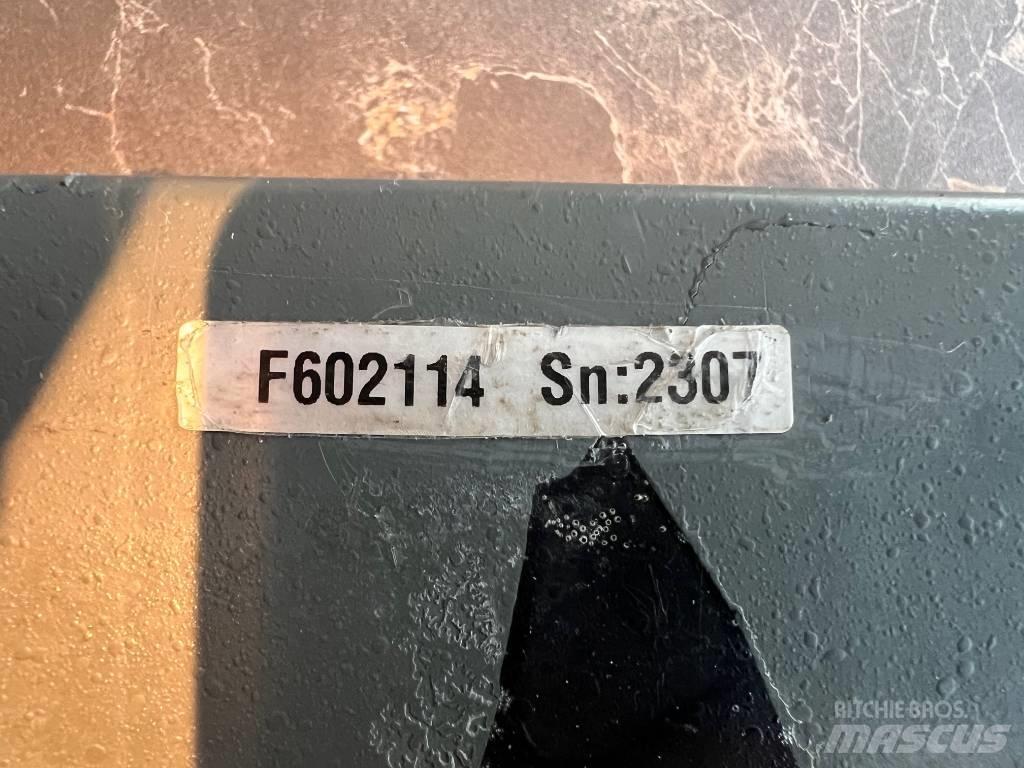 F602114 Sn:2307
RITCHIE BROS.
MASCUS